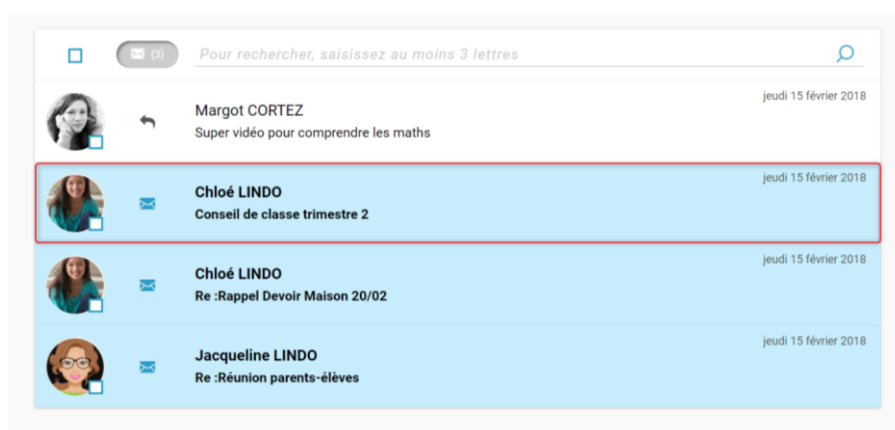 (3) Pour rechercher, saisissez au moins 3 lettres
jeudi 15 février 2018
Margot CORTEZ
Super vidéo pour comprendre les maths
jeudi 15 février 2018
Chloé LINDO
Conseil de classe trimestre 2
jeudi 15 février 2018
Chloé LINDO
Re :Rappel Devoir Maison 20/02
jeudi 15 février 2018
Jacqueline LINDO
Re :Réunion parents-élèves